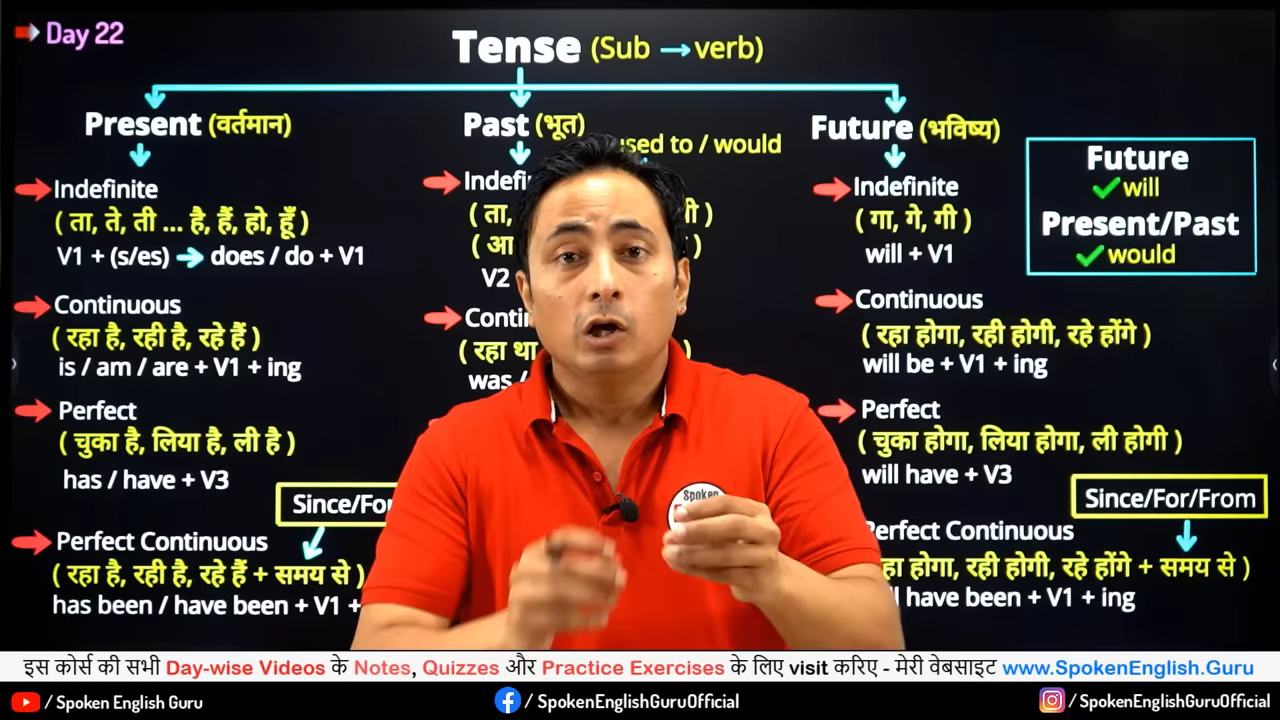 Day 22
Tense (Sub → verb)
Present (वर्तमान)
Indefinite
( ता, ते, ती ... है, हैं, हो, हूँ )
V1 + (s/es) → does / do + V1
Continuous
( रहा है, रही है, रहे हैं )
is / am / are + V1 + ing
Perfect
( चुका है, लिया है, ली है )
has / have + V3
Since/For
Perfect Continuous
( रहा है, रही है, रहे हैं + समय से )
has been / have been + V1 +
Past (भूत)
used to / would
( ता,
( आ
V2
( रहा था
was /
Future (भविष्य)
Indefinite
( गा, गे, गी )
will + V1
Continuous
( रहा होगा, रही होगी, रहे होंगे )
will be + V1 + ing
Perfect
( चुका होगा, लिया होगा, ली होगी )
will have + V3
Since/For/From
Perfect Continuous
होगा, रही होगी, रहे होंगे + समय से )
have been + V1 + ing
Future
✓ will
Present/Past
✓ would
Spoken
इस कोर्स की सभी Day-wise Videos के Notes, Quizzes और Practice Exercises के लिए visit करिए - मेरी वेबसाइट www.SpokenEnglish.Guru
/ Spoken English Guru
/ SpokenEnglishGuruOfficial
/SpokenEnglishGuruOfficial